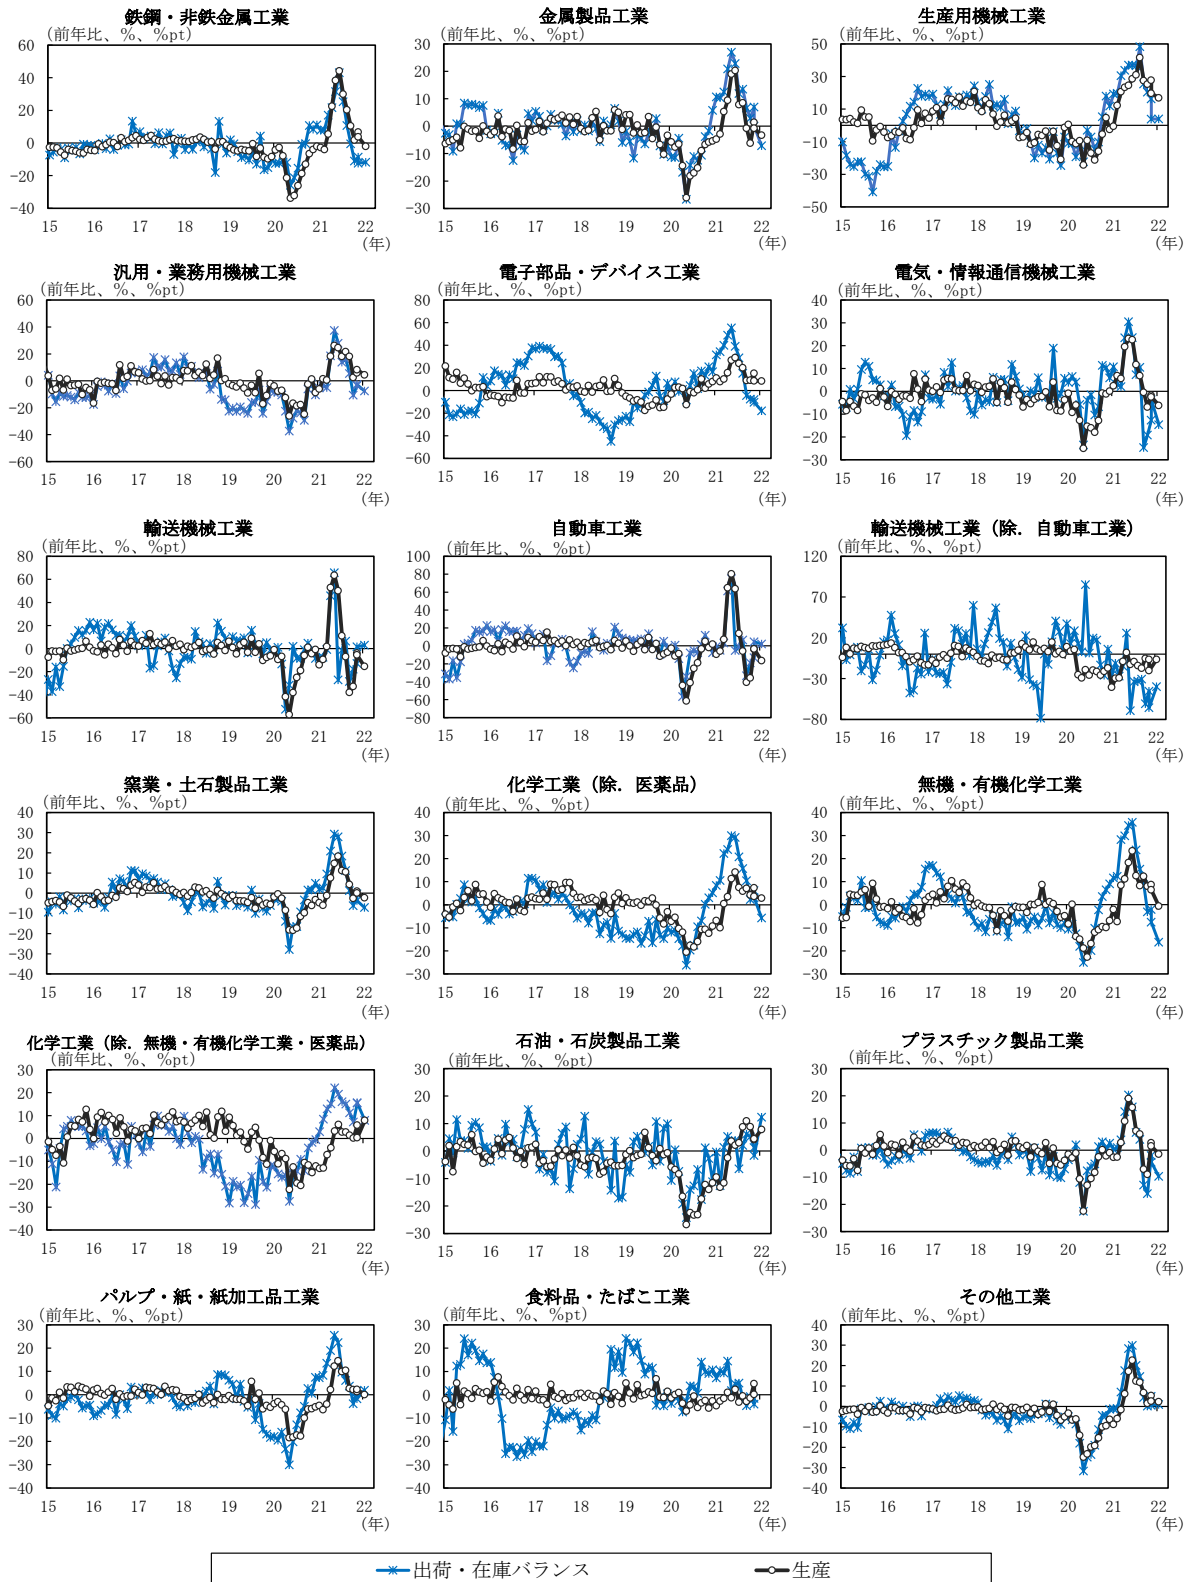 鉄鋼・非鉄金属工業
(前年比、%、%pt)
60
40
20
0
-20
-40
15 16 17 18 19 20 21 22
(年)
金属製品工業
(前年比、%、%pt)
30
20
10
0
-10
-20
-30
15 16 17 18 19 20 21 22
生産用機械工業
(前年比、%、%pt)
50
30
10
-10
-30
-50
15 16 17 18 19 20 21 22
(年)
汎用・業務用機械工業
(前年比、%、%pt)
60
40
20
0
-20
-40
-60
15 16 17 18 19 20 21 22
(年)
電子部品・デバイス工業
(前年比、%、%pt)
80
60
40
20
0
-20
-40
-60
15 16 17 18 19 20 21 22
(年)
電気・情報通信機械工業
(前年比、%、%pt)
40
30
20
10
0
-10
-20
-30
15 16 17 18 19 20 21 22
(年)
輸送機械工業
(前年比、%、%pt)
80
60
40
20
0
-20
-40
-60
15 16 17 18 19 20 21 22
(年)
自動車工業
(前年比、%、%pt)
100
80
60
40
20
0
-20
-40
-60
-80
15 16 17 18 19 20 21 22
(年)
輸送機械工業（除．自動車工業）
(前年比、%、%pt)
120
70
20
-30
-80
15 16 17 18 19 20 21 22
(年)
窯業・土石製品工業
(前年比、%、%pt)
40
30
20
10
0
-10
-20
-30
-40
15 16 17 18 19 20 21 22
(年)
化学工業（除．医薬品）
(前年比、%、%pt)
40
30
20
10
0
-10
-20
-30
15 16 17 18 19 20 21 22
(年)
無機・有機化学工業
(前年比、%、%pt)
40
30
20
10
0
-10
-20
-30
15 16 17 18 19 20 21 22
(年)
化学工業（除．無機・有機化学工業・医薬品）
(前年比、%、%pt)
30
20
10
0
-10
-20
-30
-40
15 16 17 18 19 20 21 22
(年)
石油・石炭製品工業
(前年比、%、%pt)
30
20
10
0
-10
-20
-30
15 16 17 18 19 20 21 22
(年)
プラスチック製品工業
(前年比、%、%pt)
30
20
10
0
-10
-20
-30
15 16 17 18 19 20 21 22
(年)
パルプ・紙・紙加工品工業
(前年比、%、%pt)
30
20
10
0
-10
-20
-30
-40
15 16 17 18 19 20 21 22
(年)
食料品・たばこ工業
(前年比、%、%pt)
30
20
10
0
-10
-20
-30
-40
15 16 17 18 19 20 21 22
(年)
その他工業
(前年比、%、%pt)
40
30
20
10
0
-10
-20
-30
-40
15 16 17 18 19 20 21 22
(年)
出荷・在庫バランス 生産